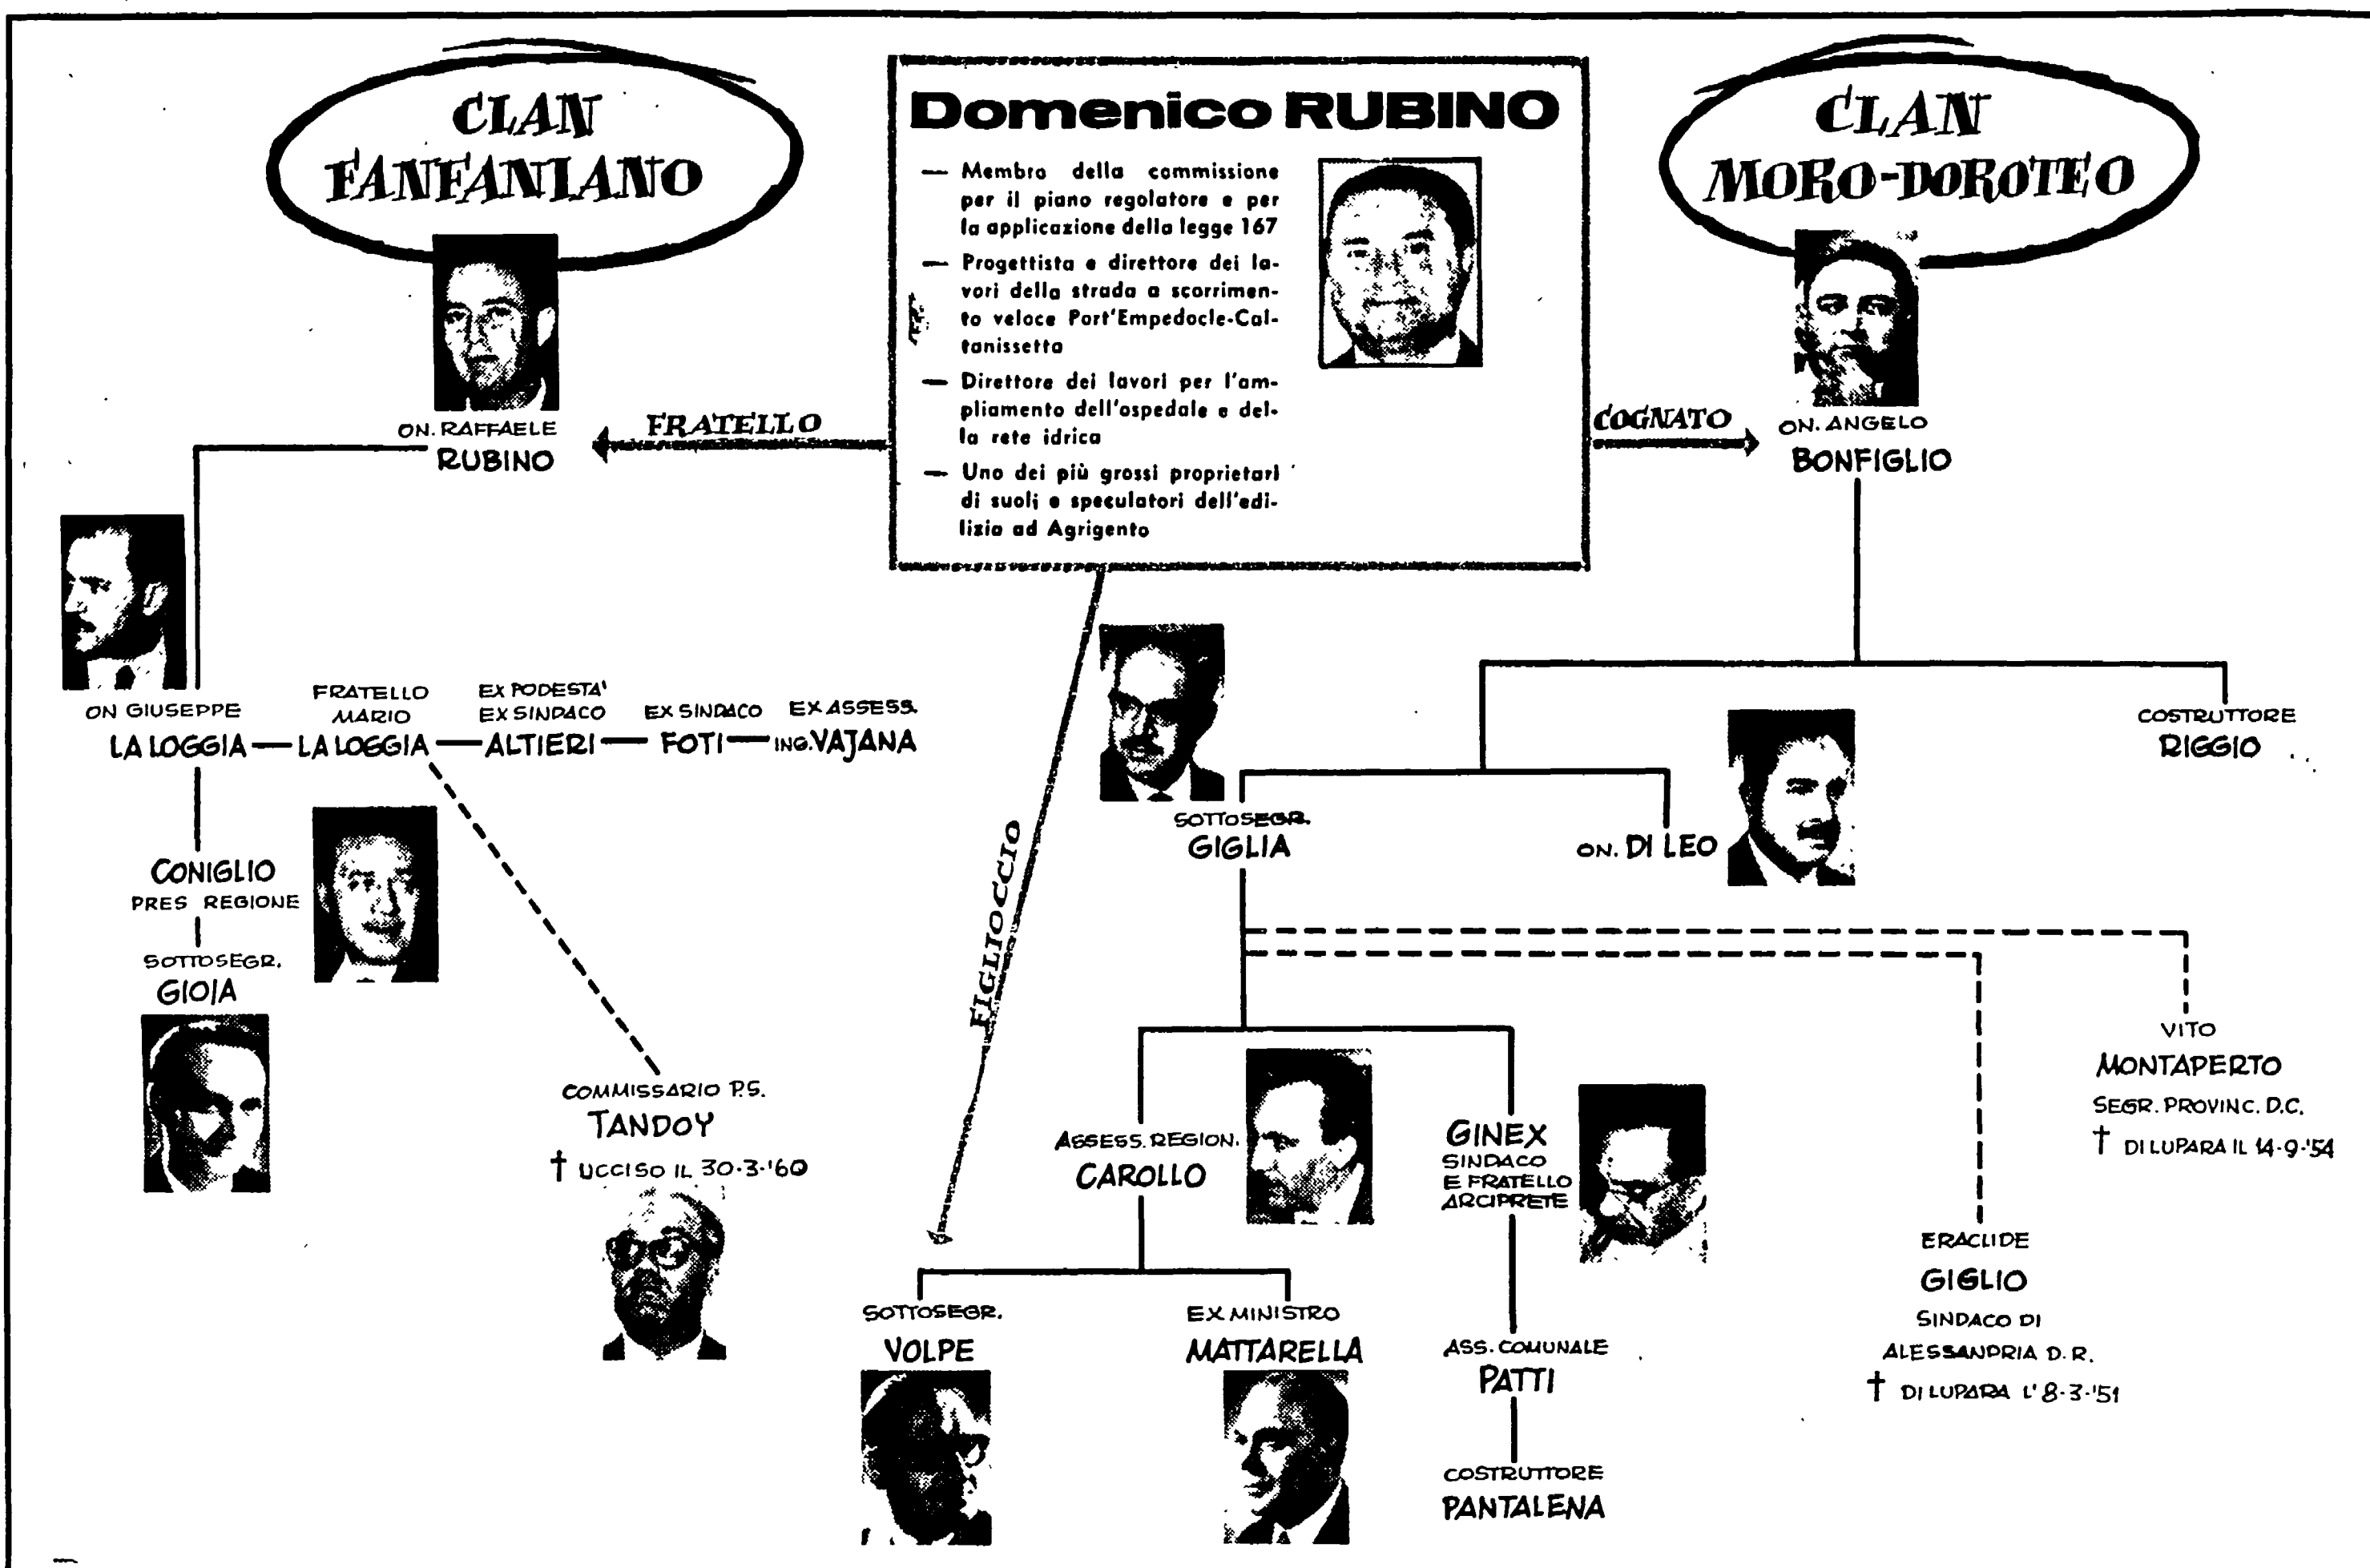 CLAN
FANFANIANO
Domenico RUBINO
— Membro della commissione
per il piano regolatore e per
la applicazione della legge 167
— Progettista e direttore dei la-
vori della strada a scorrimen-
to veloce Port'Empedocle-Cal-
tanissetta
— Direttore dei lavori per l'am-
pliamento dell'ospedale e del-
la rete idrica
— Uno dei più grossi proprietari
di suoli e speculatori dell'edi-
lizia ad Agrigento
CLAN
MORO-DOROTEO
ON. RAFFAELE
RUBINO
FRATELLO
COGNATO
ON. ANGELO
BONFIGLIO
ON GIUSEPPE
LA LOGGIA
FRATELLO
MARIO
LA LOGGIA
EX PODESTA'
EX SINDACO
ALTIERI
EX SINDACO
FOTI
EX ASSESS.
ING. VAJANA
CONIGLIO
PRES REGIONE
SOTTOSEGR.
GIOIA
COMMISSARIO P.S.
TANDOY
† UCCISO IL 30-3-'60
FIGLIOCCIO
SOTTOSEGR.
GIGLIA
ON. DI LEO
COSTRUTTORE
RIGGIO
ASSESS. REGION.
CAROLLO
GINEX
SINDACO
E FRATELLO
ARCIPRETE
VITO
MONTAPERTO
SEGR. PROVINC. D.C.
† DI LUPARA IL 14-9-'54
ERACLIDE
GIGLIO
SINDACO DI
ALESSANDRIA D. R.
† DI LUPARA L'8-3-'51
SOTTOSEGR.
VOLPE
EX MINISTRO
MATTARELLA
ASS. COMUNALE
PATTI
COSTRUTTORE
PANTALENA